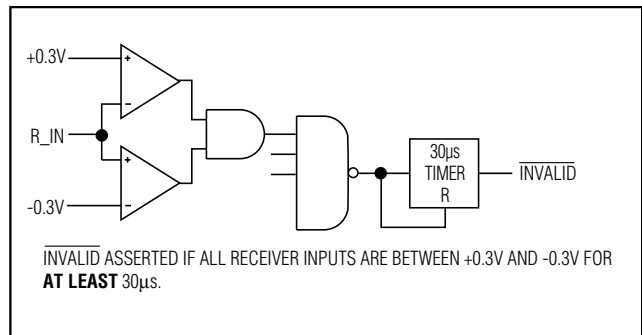 +0.3V
R_IN
-0.3V
30μs
TIMER
R
INVALID
INVALID ASSERTED IF ALL RECEIVER INPUTS ARE BETWEEN +0.3V AND -0.3V FOR
AT LEAST 30μs.